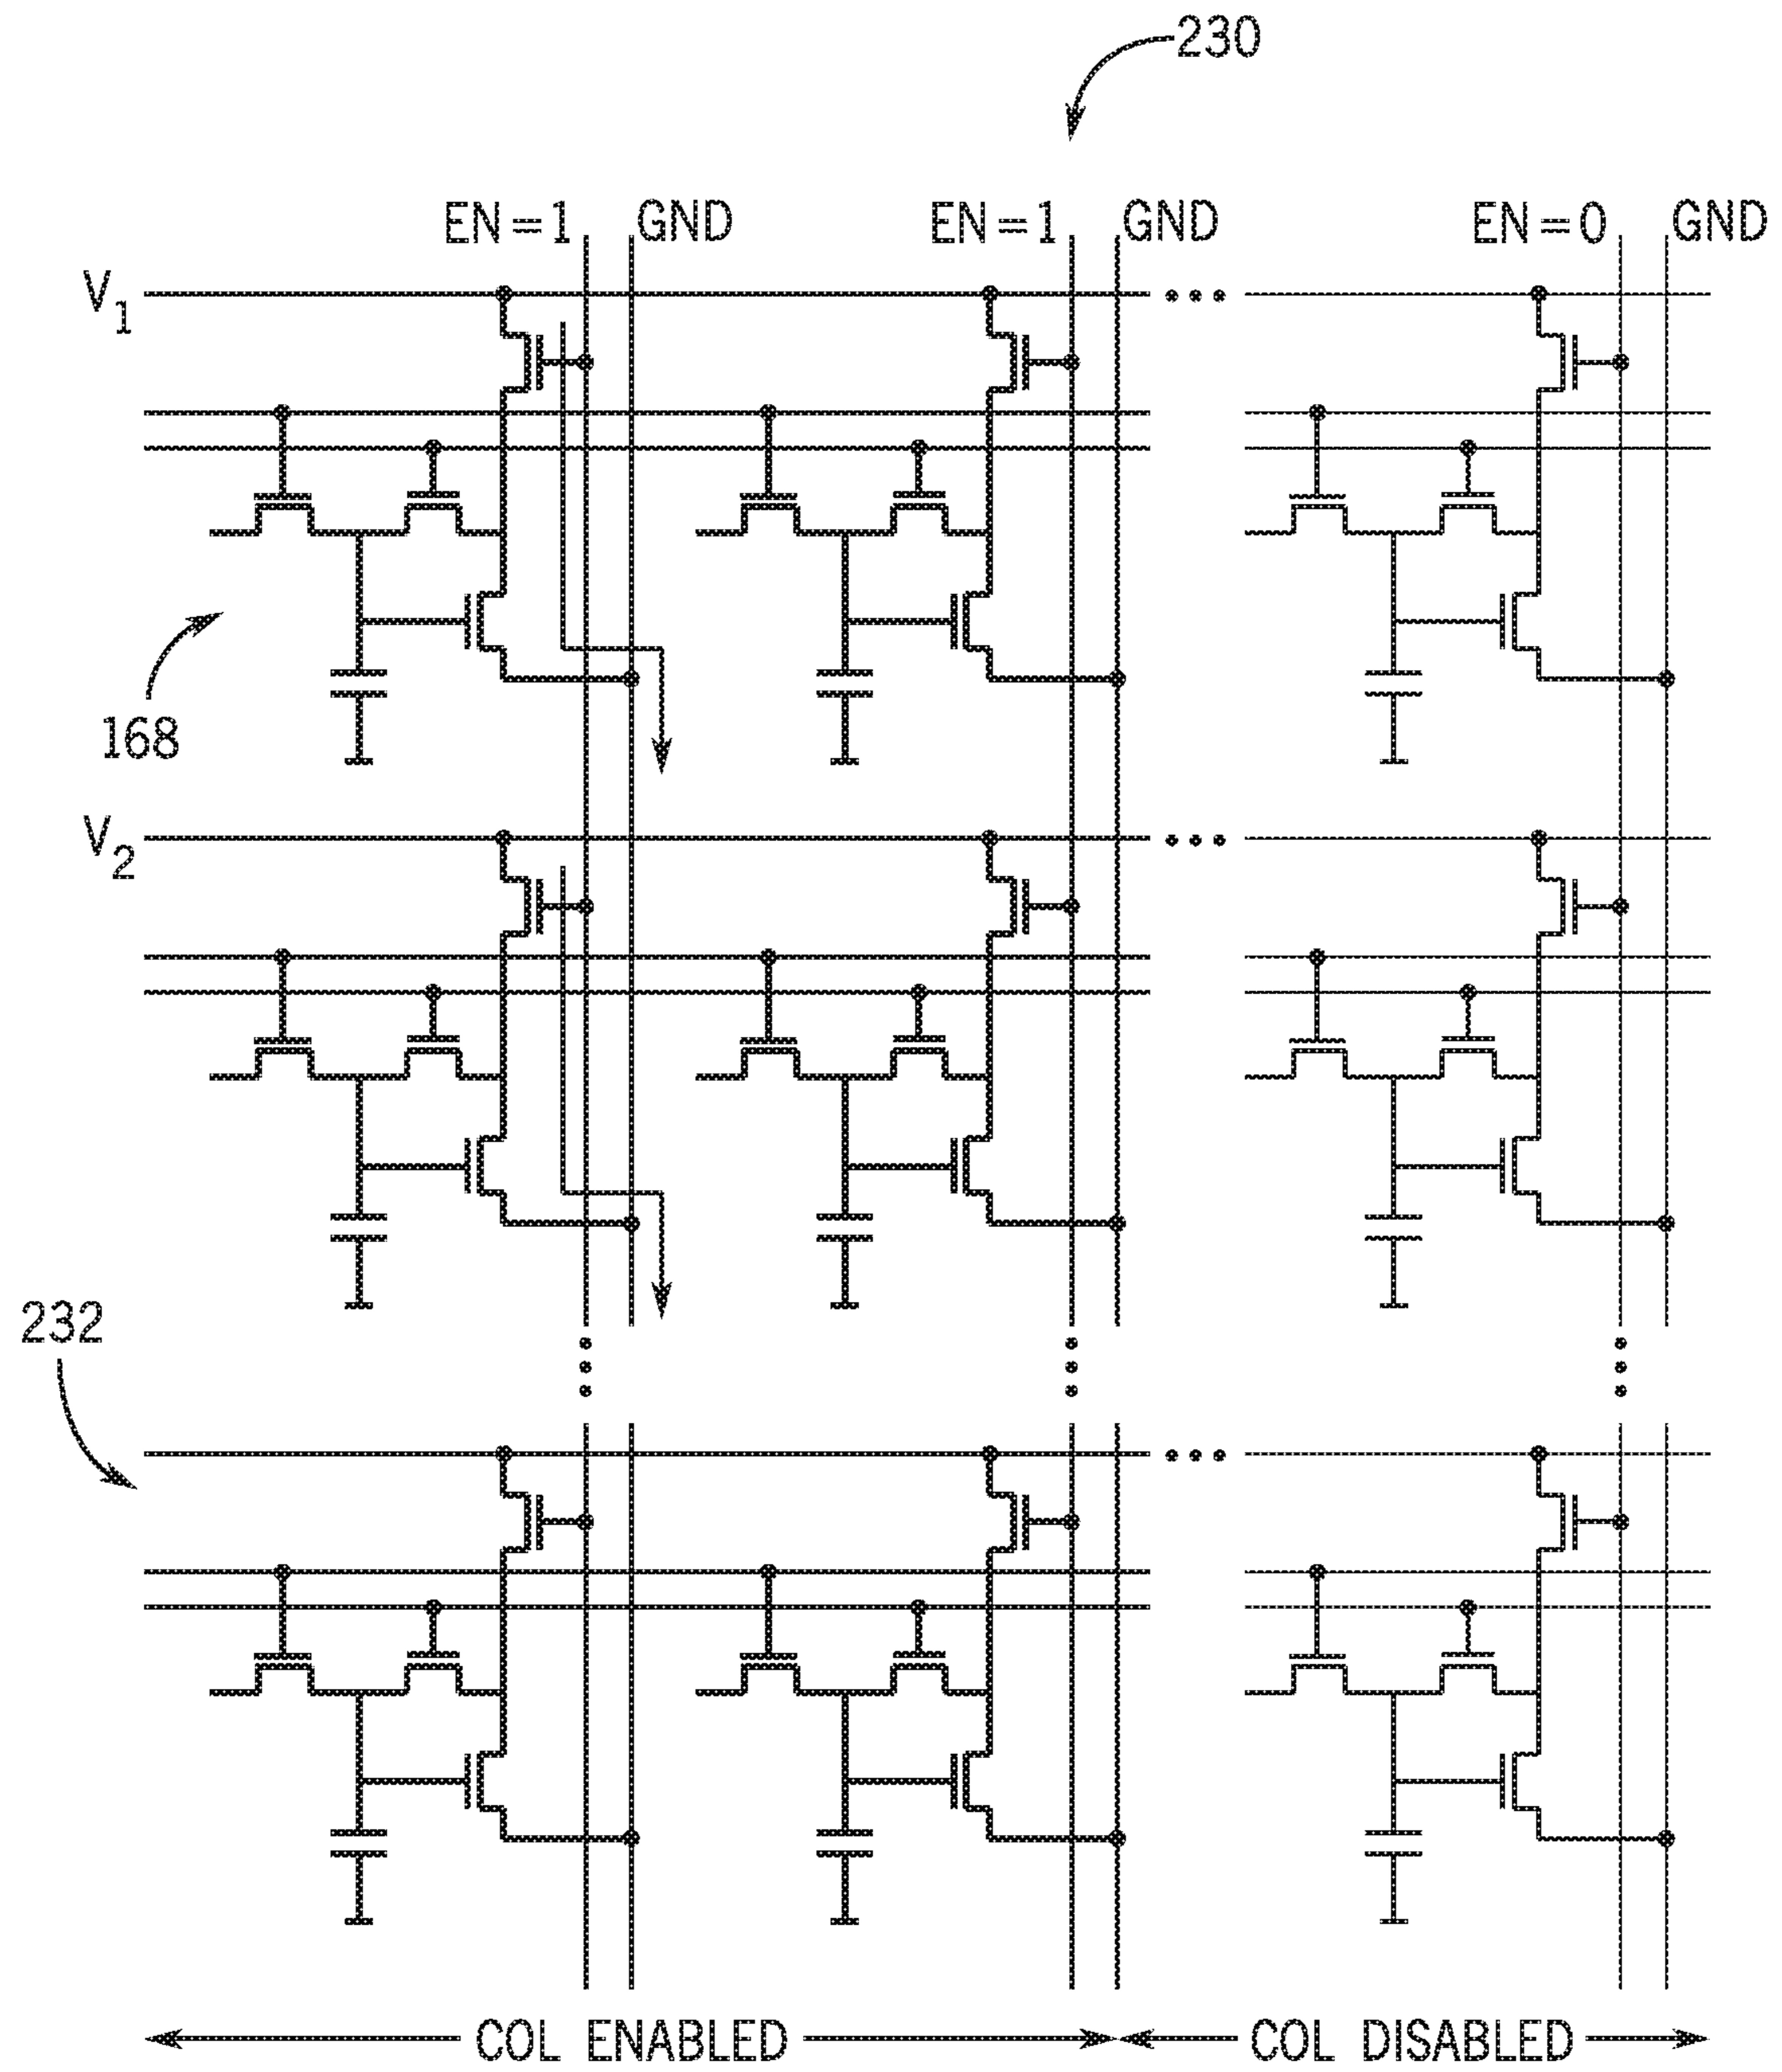 230
EN=1 GND EN=1 GND EN=0 GND
V1
168
V2
232
COL ENABLED COL DISABLED